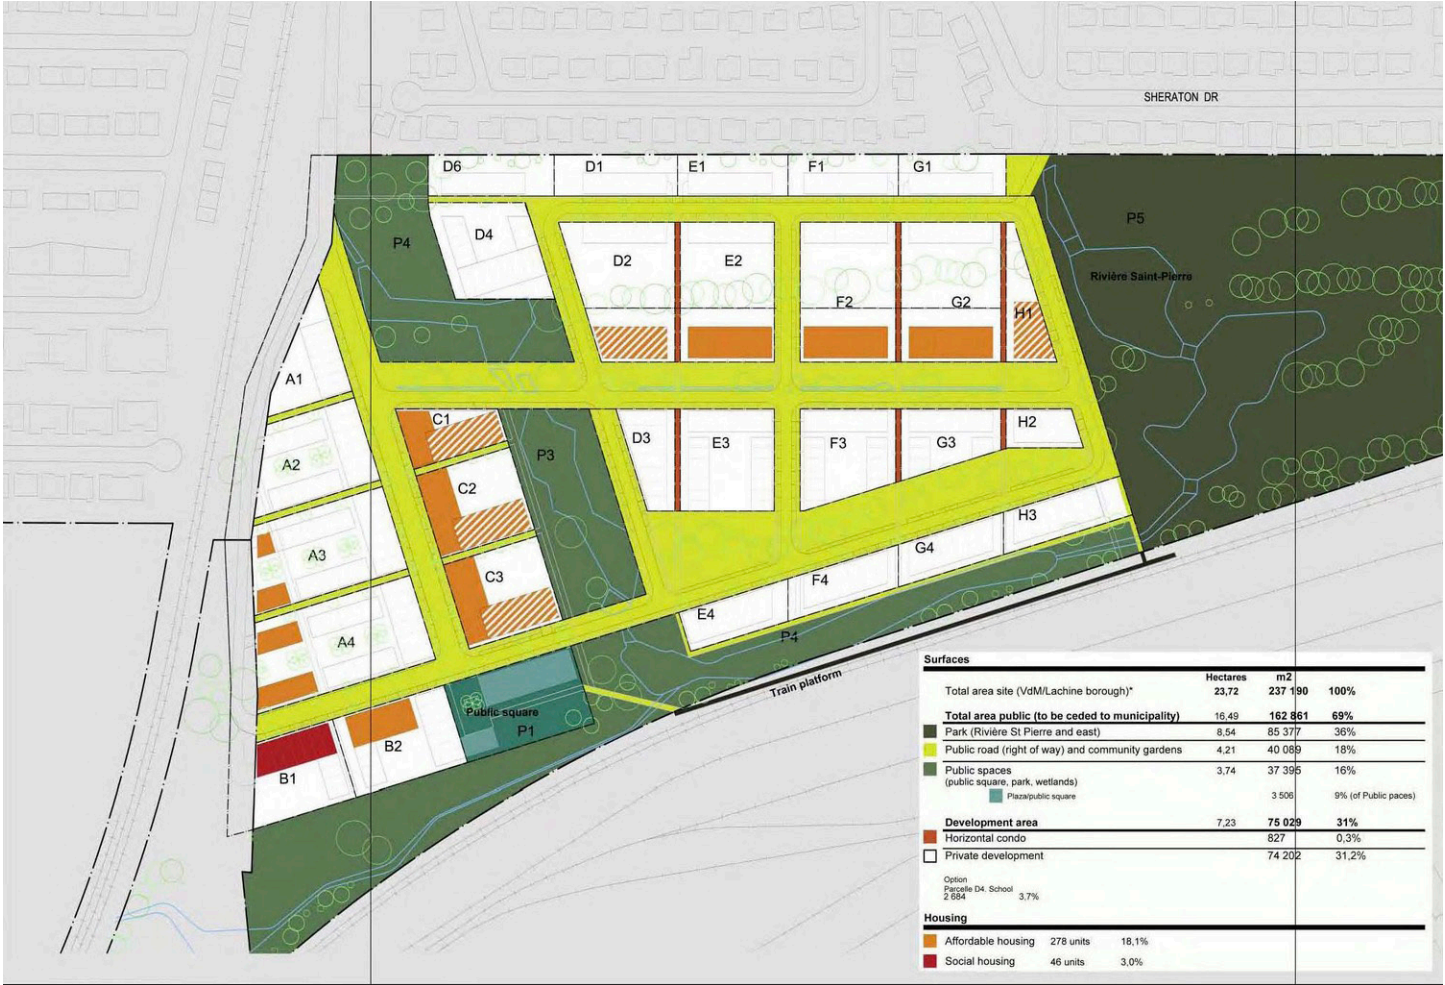 SHERATON DR
D6
D1
E1
F1
G1
P5
P4
D4
D2
E2
Rivière Saint-Pierre
F2
G2
H1
A1
C1
D3
E3
F3
G3
H2
A2
P3
C2
A3
C3
H3
G4
F4
E4
A4
P4
Train platform
Public square
P1
B2
B1
Surfaces
Hectares m2
Total area site (VdM/Lachine borough)* 23,72 237 190 100%
Total area public (to be ceded to municipality) 16,49 162 861 69%
Park (Rivière St Pierre and east) 8,54 85 377 36%
Public road (right of way) and community gardens 4,21 40 089 18%
Public spaces 3,74 37 395 16%
(public square, park, wetlands)
Plaza/public square 3 506 9% (of Public paces)
Development area 7,23 75 029 31%
Horizontal condo 827 0,3%
Private development 74 202 31,2%
Option
Parcelle D4. School
2 684 3.7%
Housing
Affordable housing 278 units 18,1%
Social housing 46 units 3,0%